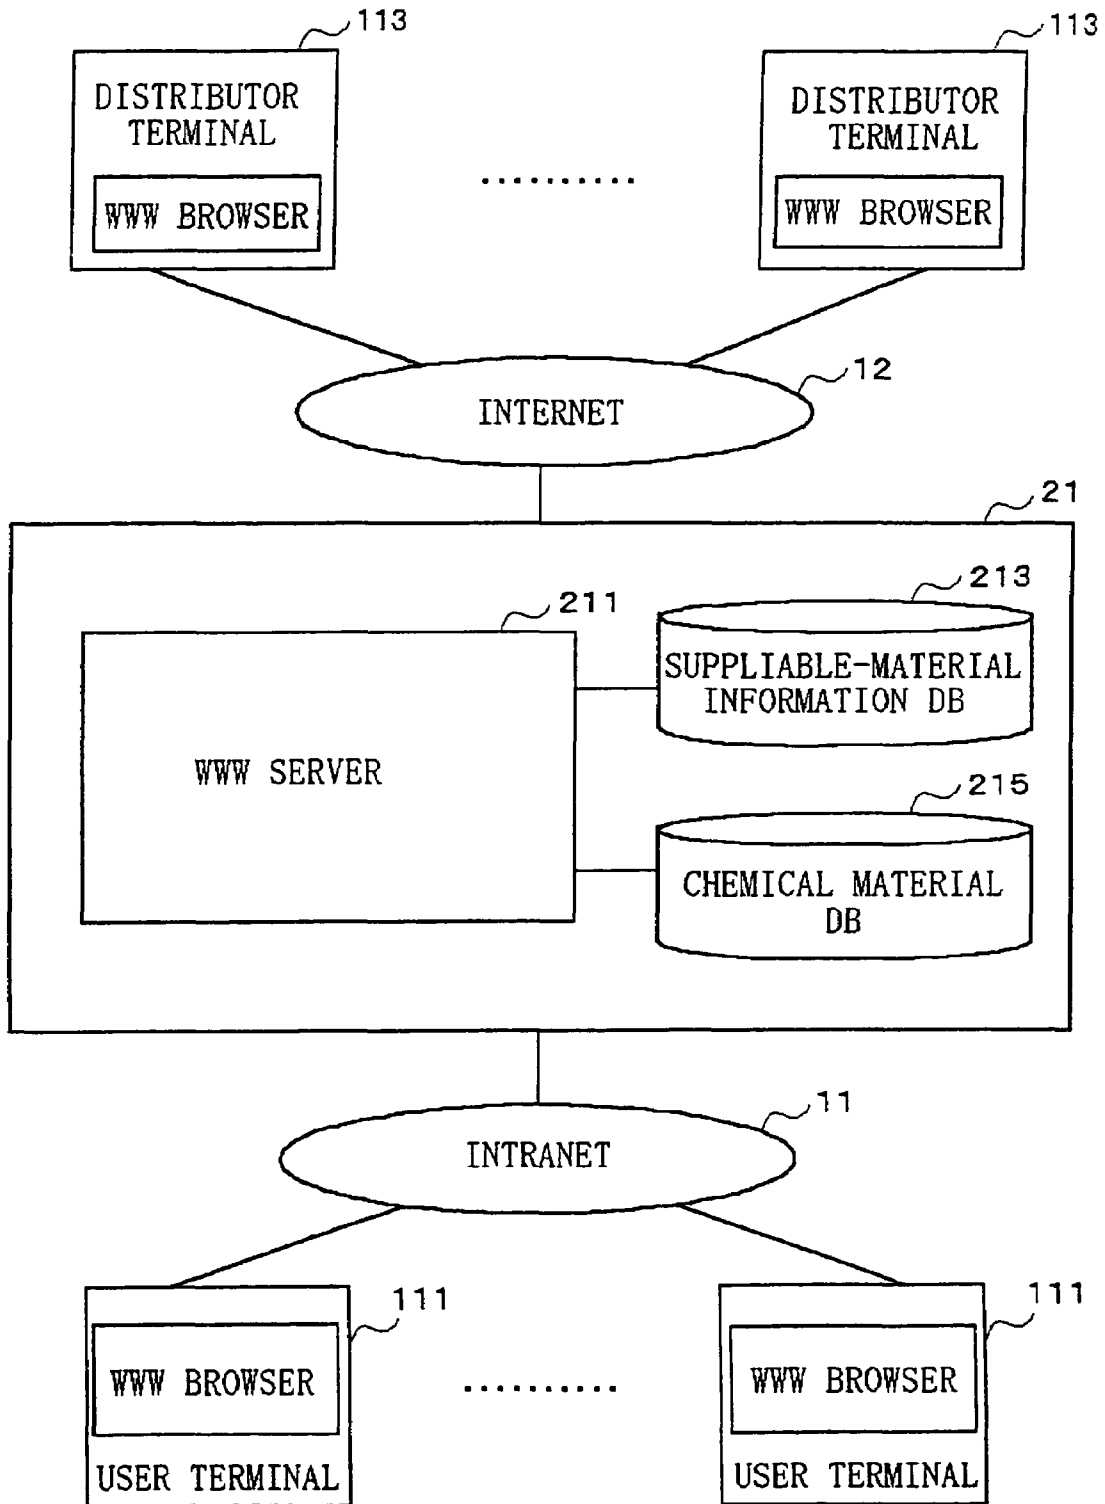 113
113
DISTRIBUTOR
TERMINAL
WWW BROWSER
DISTRIBUTOR
TERMINAL
WWW BROWSER
..........
12
INTERNET
21
211
213
SUPPLIABLE-MATERIAL
INFORMATION DB
WWW SERVER
215
CHEMICAL MATERIAL
DB
11
INTRANET
111
111
WWW BROWSER
USER TERMINAL
..........
WWW BROWSER
USER TERMINAL